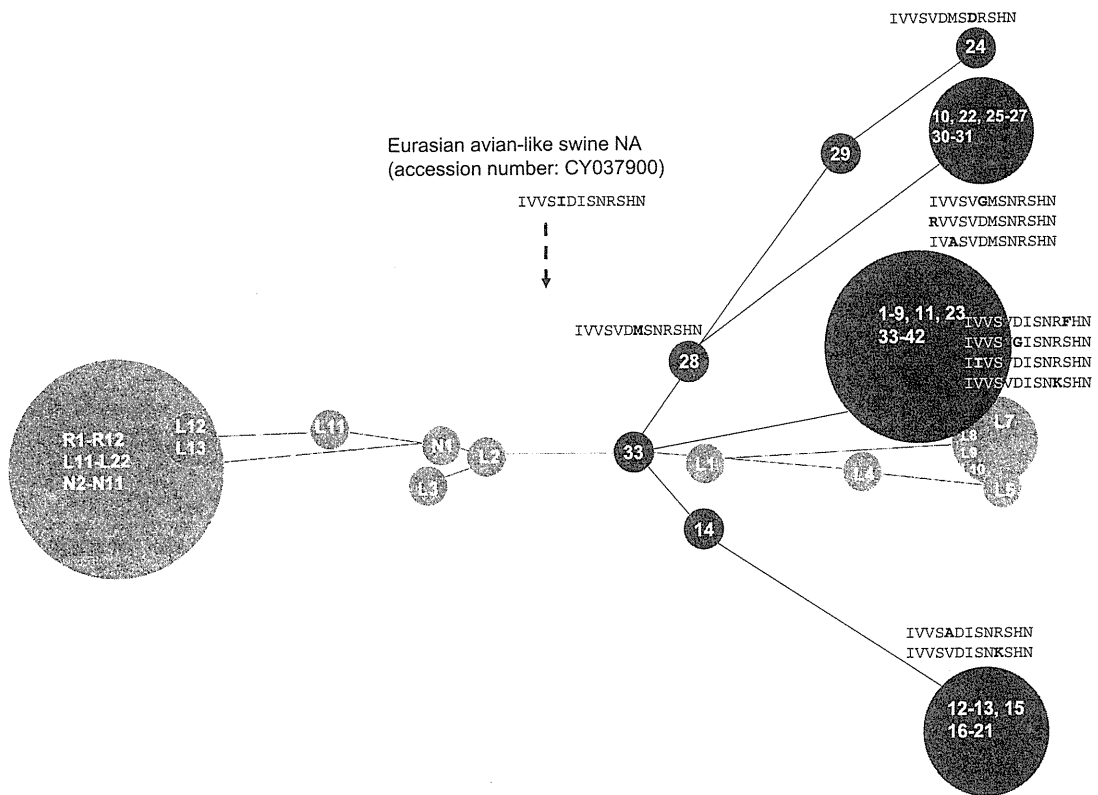 IVVSVDMSDRSHN
24
10, 22, 25-27
30-31
29
Eurasian avian-like swine NA
(accession number: CY037900)
IVVSIDISNRSHN
IVVSVGMSNRSHN
RVVSVDMSNRSHN
IVASVDMSNRSHN
1-9, 11, 23
33-42
IVVSVDISNRFHN
IVVSVGISNRSHN
IIVSVDISNRSHN
IVVSVDISNKSHN
IVVSVDMSNRSHN
28
R1-R12
L11-L22
N2-N11
L12
L13
L11
N1
L2
L3
33
L1
L4
L7
L8
L9
L10
L5
14
IVVSADISNRSHN
IVVSVDISNKSHN
12-13, 15
16-21